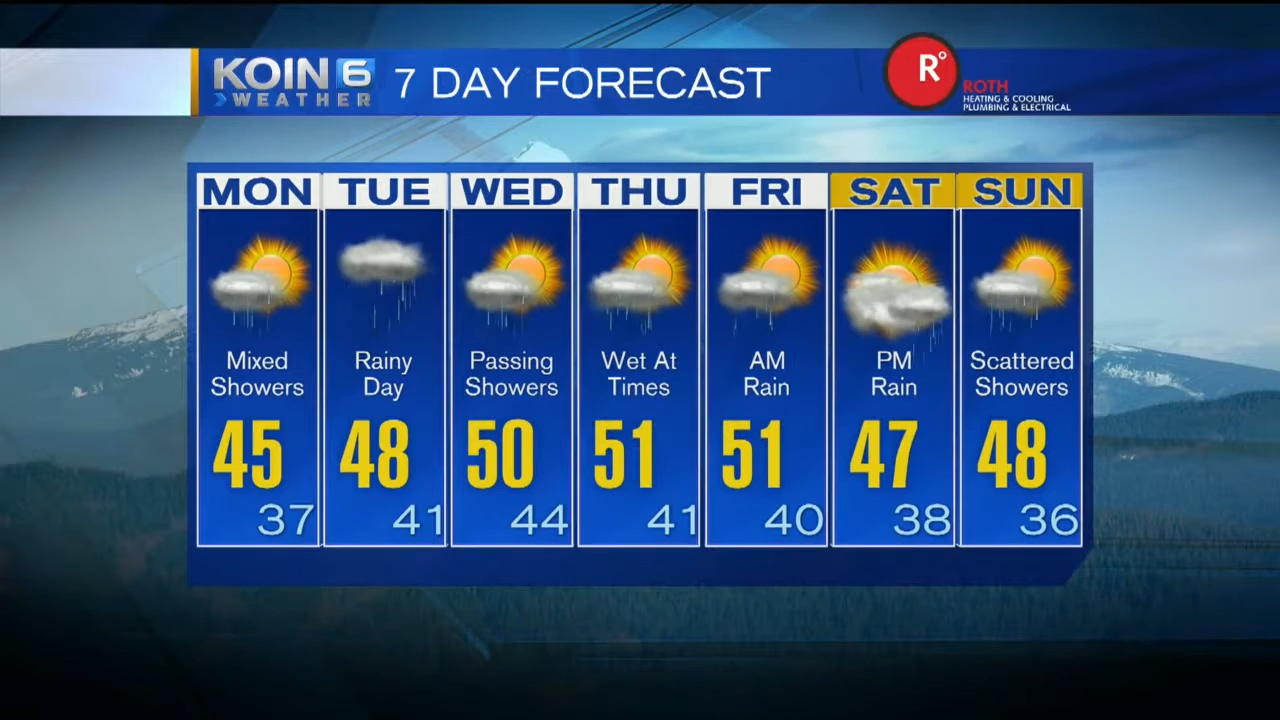 KOIN 6
WEATHER
7 DAY FORECAST
R°
ROTH
HEATING & COOLING
PLUMBING & ELECTRICAL
MON TUE WED THU FRI SAT SUN
Mixed Showers
Rainy Day
Passing Showers
Wet At Times
AM Rain
PM Rain
Scattered Showers
45 48 50 51 51 47 48
37 41 44 41 40 38 36